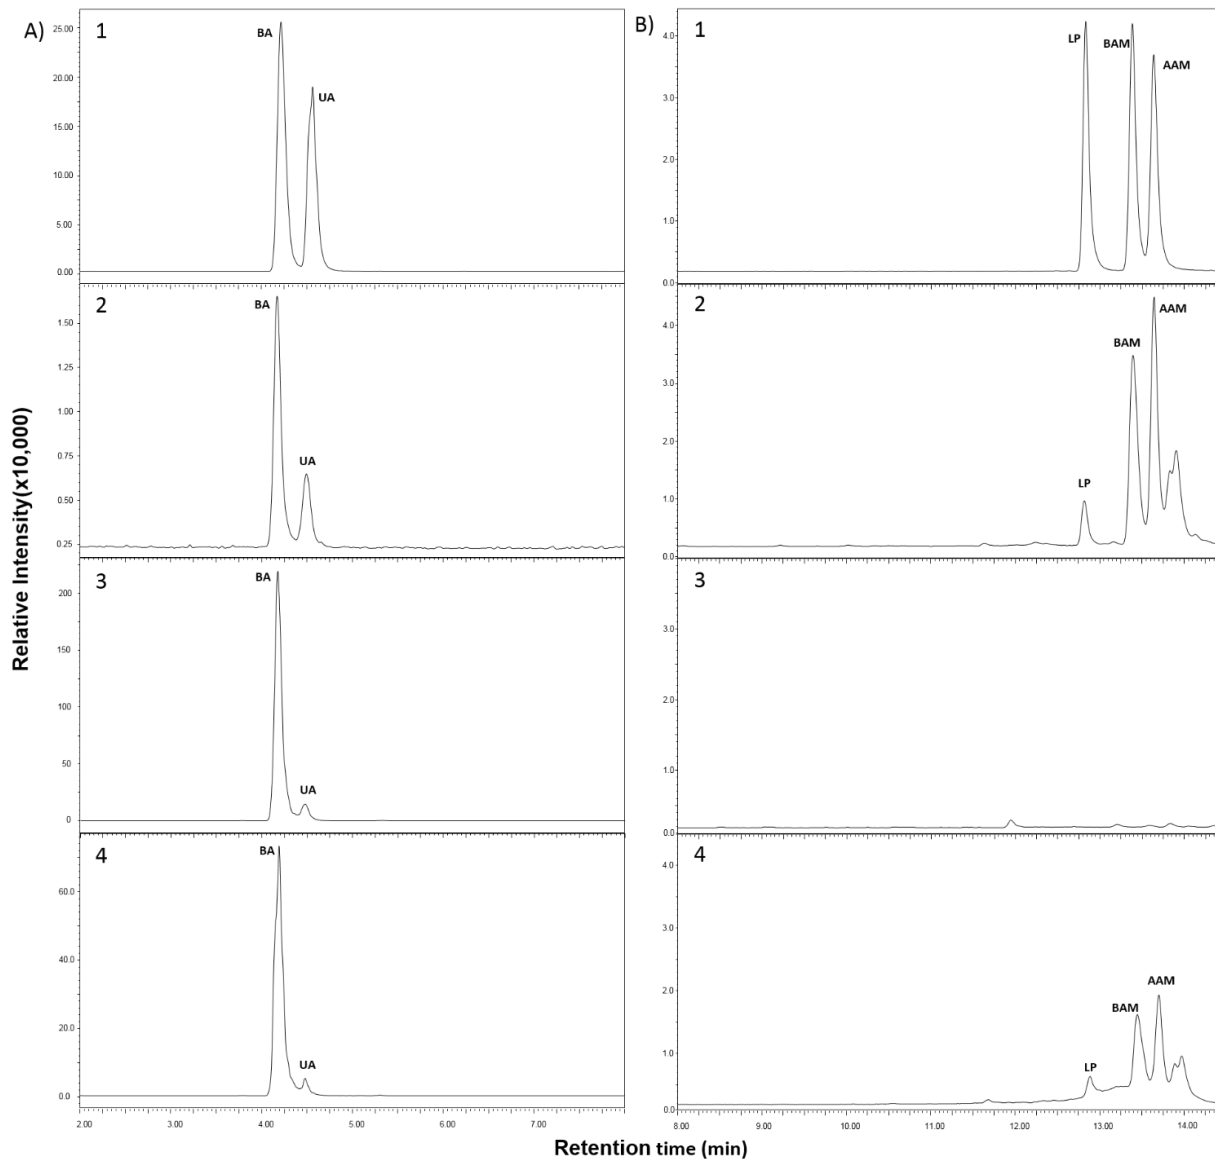 A)
1
BA
UA
25.00
20.00
15.00
10.00
5.00
0.00
2
BA
UA
1.50
1.25
1.00
0.75
0.50
0.25
3
BA
UA
200
150
100
50
0
4
BA
UA
60.0
40.0
20.0
0.0
2.00 3.00 4.00 5.00 6.00 7.00
B)
1
LP
BAM
AAM
4.0
3.0
2.0
1.0
0.0
2
LP
BAM
AAM
4.0
3.0
2.0
1.0
0.0
3
3.0
2.0
1.0
0.0
4
LP
BAM
AAM
4.0
3.0
2.0
1.0
0.0
8.00 9.00 10.00 11.00 12.00 13.00 14.00
Relative Intensity(x10,000)
Retention time (min)